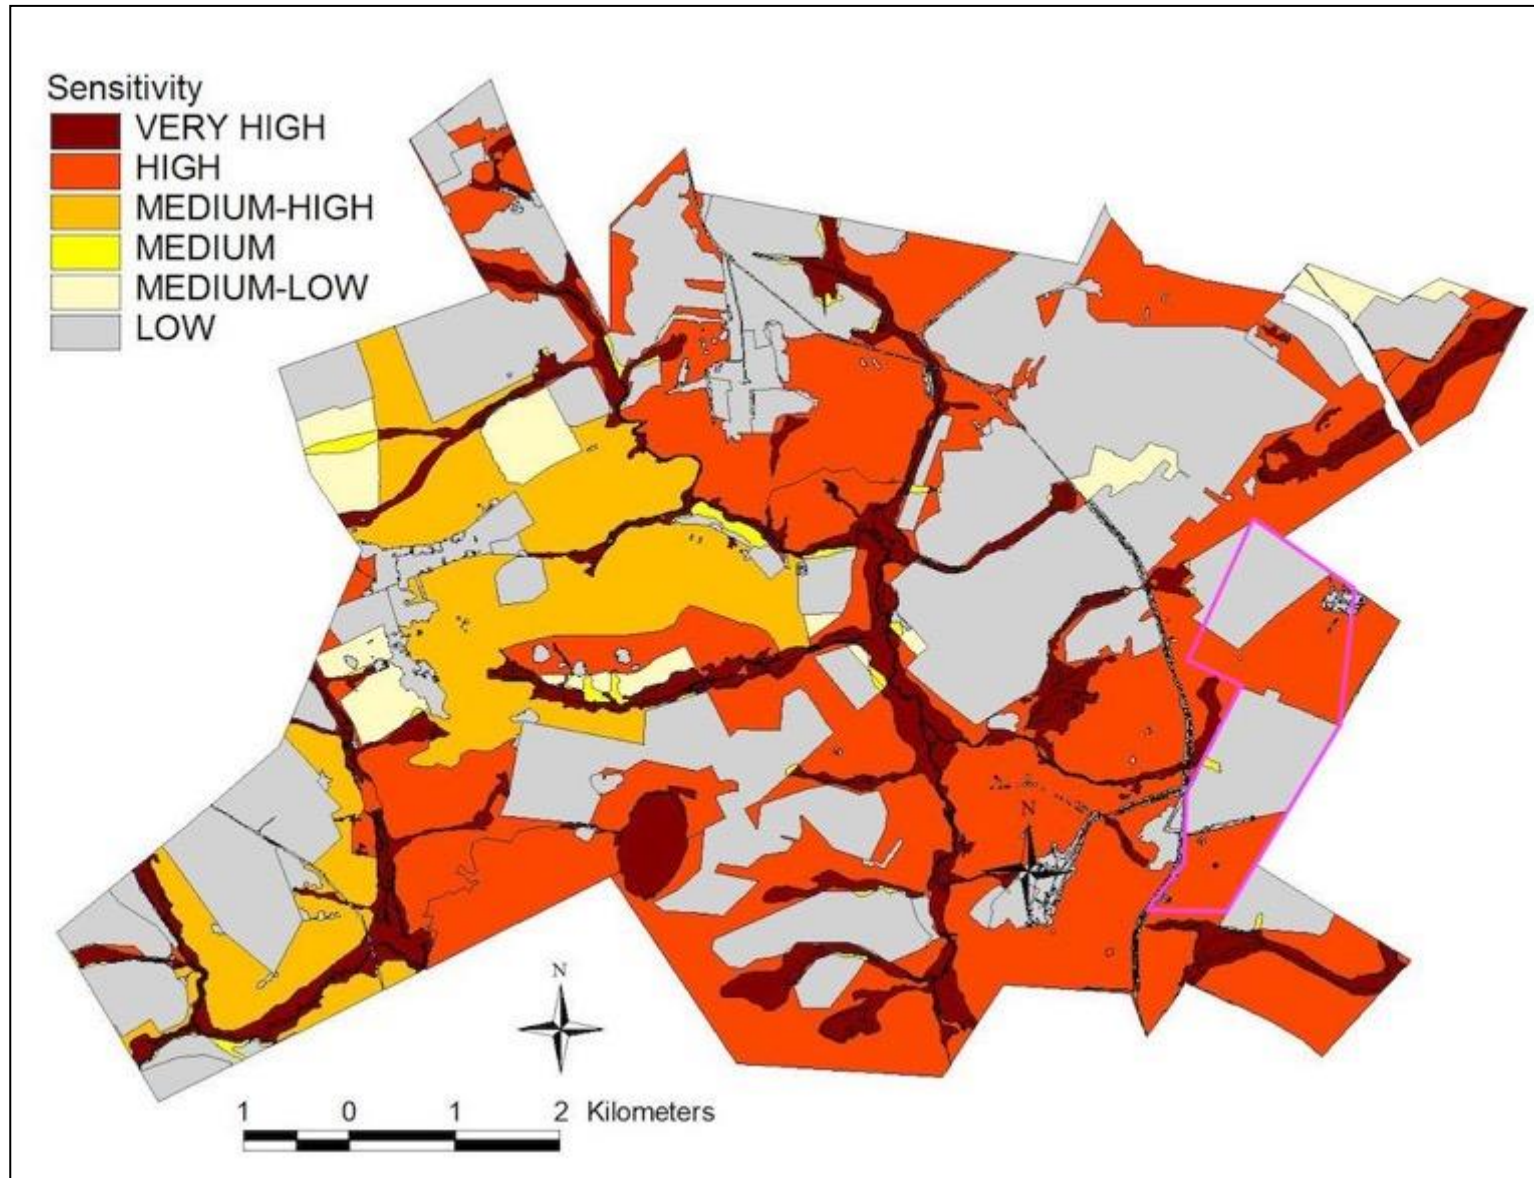 Sensitivity
VERY HIGH
HIGH
MEDIUM-HIGH
MEDIUM
MEDIUM-LOW
LOW
N
N
1 0 1 2 Kilometers